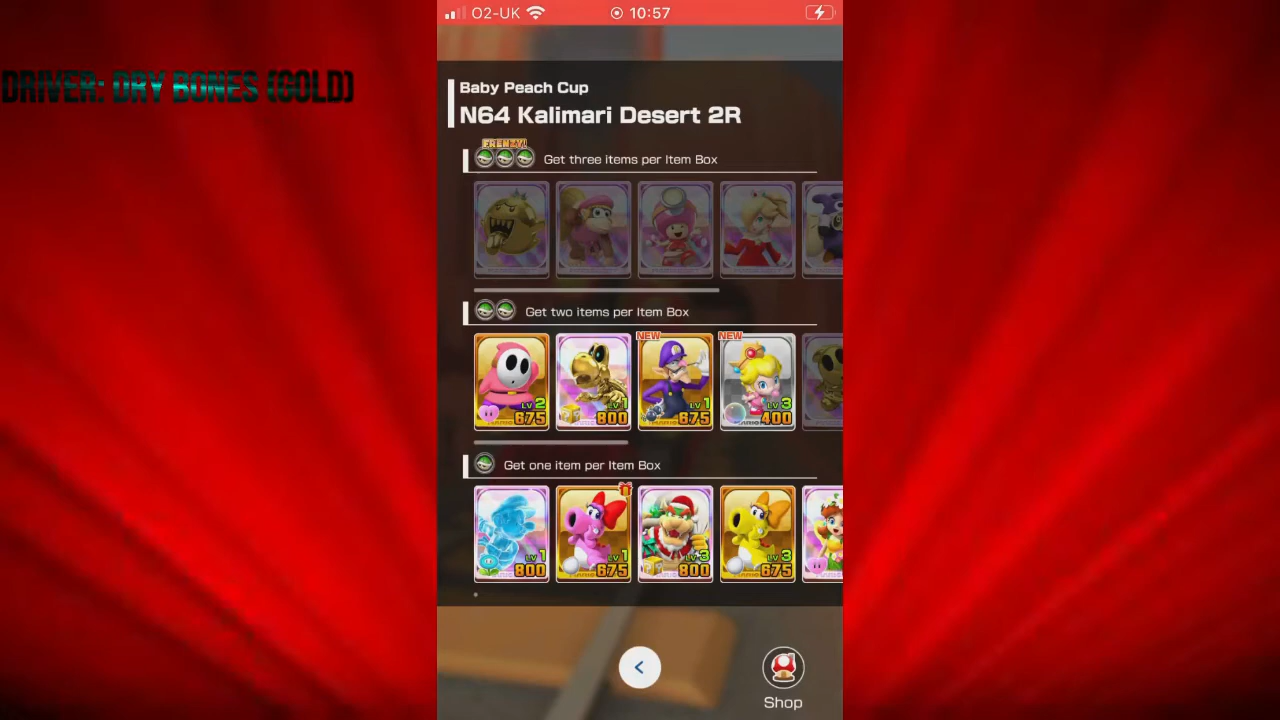 O2-UK 10:57
DRIVER: DRY BONES (GOLD)
Baby Peach Cup
N64 Kalimari Desert 2R
FRENZY!
Get three items per Item Box
Get two items per Item Box
NEW NEW
LV 2 LV 1 LV 1 LV 3
675 800 675 400
Get one item per Item Box
LV 1 LV 1 LV 3 LV 3
800 675 800 675
Shop